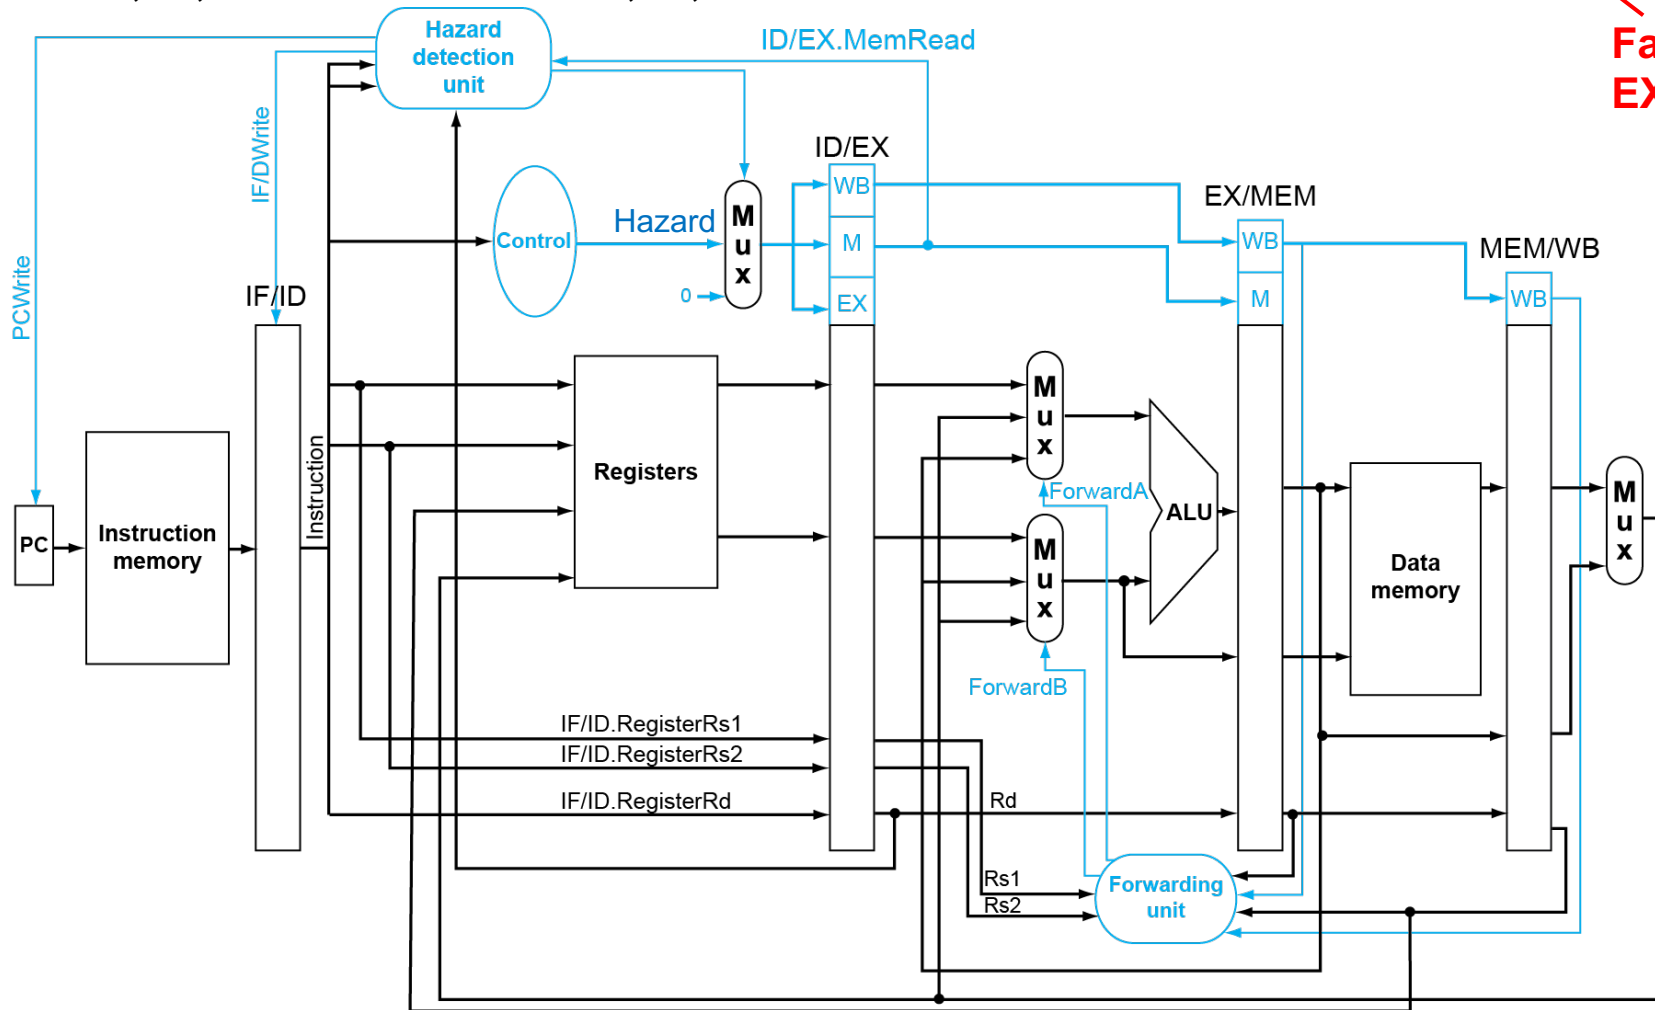 Hazard
detection
unit
ID/EX.MemRead
Fa
EX
IF/DWrite
PCWrite
ID/EX
WB
M
EX
Control
Hazard
0
M
u
x
EX/MEM
WB
M
MEM/WB
WB
IF/ID
Instruction
PC
Instruction
memory
Registers
M
u
x
ForwardA
M
u
x
ForwardB
ALU
Data
memory
M
u
x
IF/ID.RegisterRs1
IF/ID.RegisterRs2
IF/ID.RegisterRd
Rd
Rs1
Rs2
Forwarding
unit